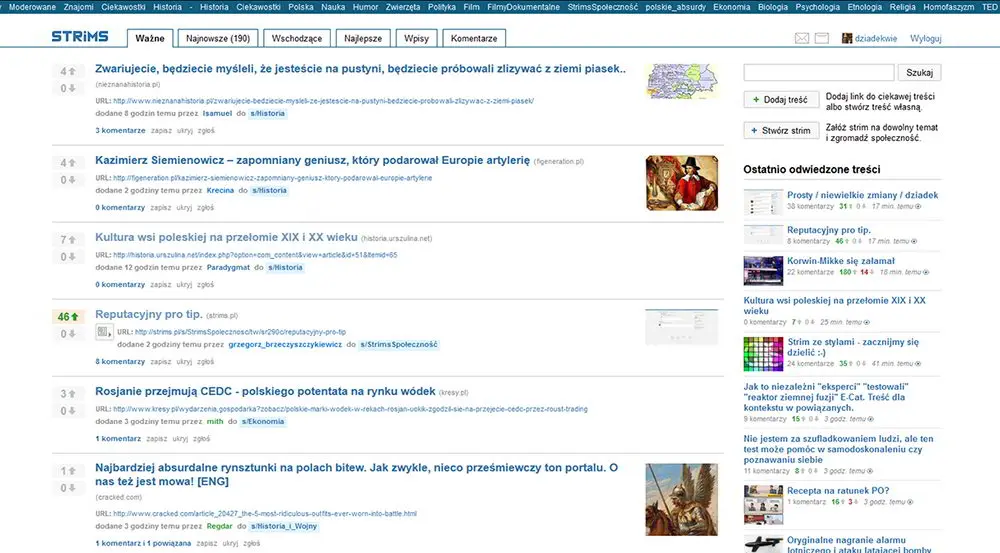 Moderowane Znajomi Ciekawostki Historia - Historia Ciekawostki Polska Nauka Humor Zwierzęta Polityka Film FilmyDokumentalne StrimsSpołeczność polskie_absurdy Ekonomia Biologia Psychologia Etnologia Religia Homofaszyzm TED
STRiMS Ważne Najnowsze (190) Wschodzące Najlepsze Wpisy Komentarze dziadekwie Wyloguj
4 Zwariujecie, będziecie myśleli, że jesteście na pustyni, będziecie próbowali zlizywać z ziemi piasek..
0 (nieznanahistoria.pl)
URL: http://www.nieznanahistoria.pl/zwariujecie-bedziecie-mysleli-ze-jestescie-na-pustyni-bedziecie-probowali-zlizywac-z-ziemi-piasek/
dodane 8 godzin temu przez Isamuel do s/Historia
3 komentarze zapisz ukryj zgłoś
4 Kazimierz Siemienowicz – zapomniany geniusz, który podarował Europie artylerię (figeneration.pl)
0 URL: http://figeneration.pl/kazimierz-siemienowicz-zapomniany-geniusz-ktory-podarowal-europie-artylerie
dodane 2 godziny temu przez Krecina do s/Historia
0 komentarzy zapisz ukryj zgłoś
7 Kultura wsi poleskiej na przełomie XIX i XX wieku (historia.urszulina.net)
0 URL: http://historia.urszulina.net/index.php?option=com_content&view=article&id=51&Itemid=65
dodane 12 godzin temu przez Paradygmat do s/Historia
0 komentarzy zapisz ukryj zgłoś
46 Reputacyjny pro tip. (strims.pl)
0 URL: http://strims.pl/s/StrimsSpolecznosc/tw/sr290c/reputacyjny-pro-tip
dodane 2 godziny temu przez grzegorz_brzeczyszczykiewicz do s/StrimsSpołeczność
8 komentarzy zapisz ukryj zgłoś
3 Rosjanie przejmują CEDC - polskiego potentata na rynku wódek (kresy.pl)
0 URL: http://www.kresy.pl/wydarzenia,gospodarka?zobacz/polskie-marki-wodek-w-rekach-rosjan-uokik-zgodzil-sie-na-przejecie-cedc-przez-roust-trading
dodane 3 godziny temu przez mith do s/Ekonomia
1 komentarz zapisz ukryj zgłoś
1 Najbardziej absurdalne rynsztunki na polach bitew. Jak zwykle, nieco prześmiewczy ton portalu. O
0 nas też jest mowa! [ENG]
(cracked.com)
URL: http://www.cracked.com/article_20427_the-5-most-ridiculous-outfits-ever-worn-into-battle.html
dodane 3 godziny temu przez Regdar do s/Historia_i_Wojny
1 komentarz i 1 powiązana zapisz ukryj zgłoś
Szukaj
+ Dodaj treść Dodaj link do ciekawej treści
albo stwórz treść własną.
+ Stwórz strim Załóż strim na dowolny temat
i zgromadź społeczność.
Ostatnio odwiedzone treści
Prosty / niewielkie zmiany / dziadek
38 komentarzy 31 0 17 min. temu
Reputacyjny pro tip.
8 komentarzy 46 0 17 min. temu
Korwin-Mikke się załamał
22 komentarze 180 14 18 min. temu
Kultura wsi poleskiej na przełomie XIX i XX
wieku
0 komentarzy 7 0 25 min. temu
Strim ze stylami - zacznijmy się
dzielić :-)
24 komentarze 35 0 41 min. temu
Jak to niezależni "eksperci" "testowali"
"reaktor ziemnej fuzji" E-Cat. Treść dla
kontekstu w powiązanych.
9 komentarzy 15 0 3 godz. temu
Nie jestem za szufladkowaniem ludzi, ale ten
test może pomóc w samodoskonaleniu czy
poznawaniu siebie
11 komentarzy 8 0 3 godz. temu
Recepta na ratunek PO?
1 komentarz 16 3 3 godz. temu
Oryginalne nagranie alarmu
lotniczego i ataku latającej bomby